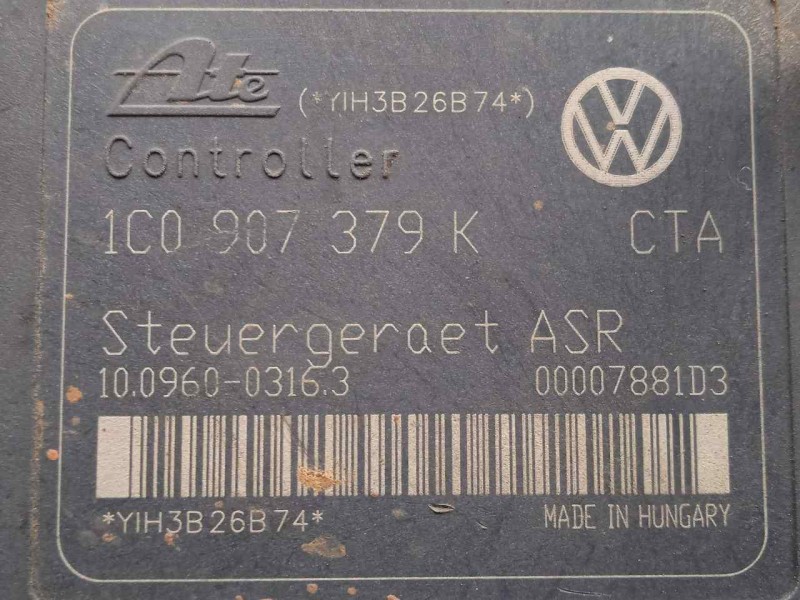 Ate (*YIH3B26B74*)
Controller
1C0 907 379 K CTA
Steuergeraet ASR
10.0960-0316.3 00007881D3
*YIH3B26B74* MADE IN HUNGARY